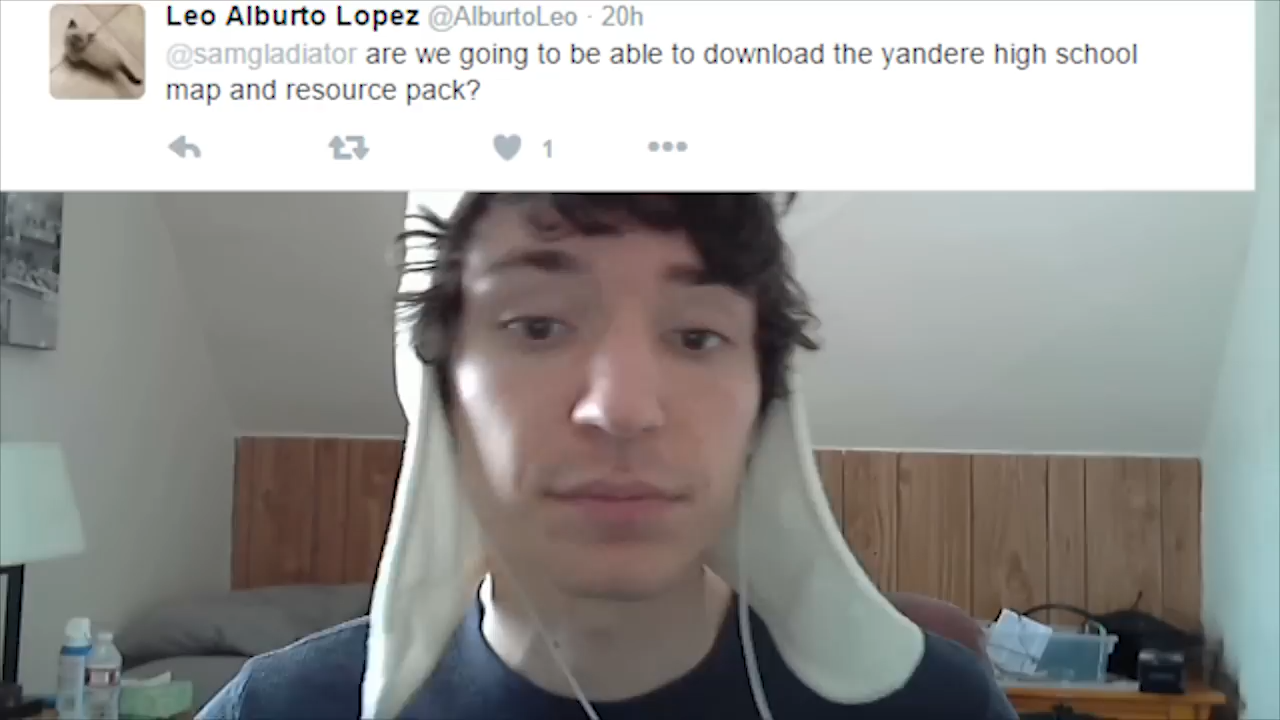 Leo Alburto Lopez @AlburtoLeo · 20h
@samgladiator are we going to be able to download the yandere high school
map and resource pack?
1